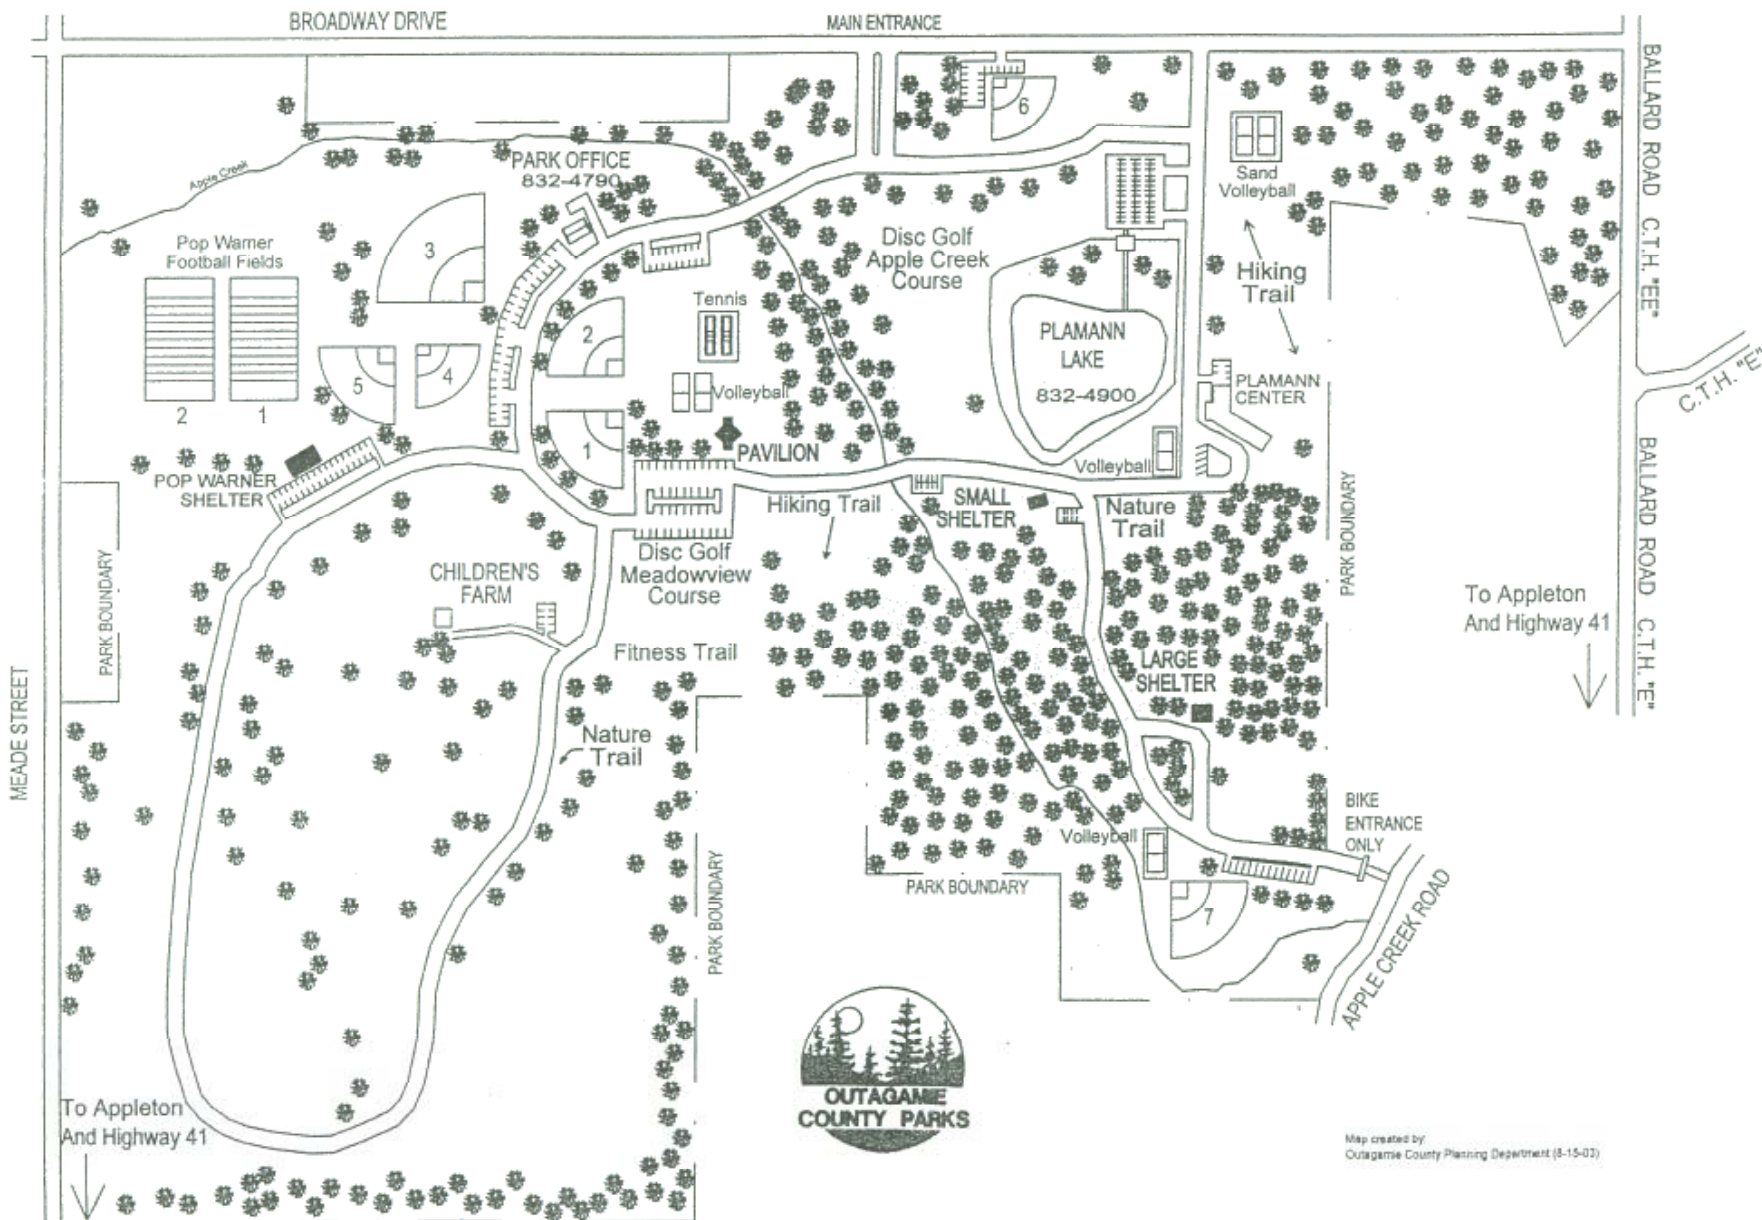 BROADWAY DRIVE
MAIN ENTRANCE
BALLARD ROAD C.T.H. "EE"
6
PARK OFFICE
832-4790
Apple Creek
Sand
Volleyball
Pop Warner
Football Fields
3
Disc Golf
Apple Creek
Course
Hiking
Trail
Tennis
2
PLAMANN
LAKE
832-4900
C.T.H. "E"
5
4
Volleyball
PLAMANN
CENTER
2
1
1
PAVILION
Volleyball
POP WARNER
SHELTER
Hiking Trail
SMALL
SHELTER
Nature
Trail
BALLARD ROAD C.T.H. "E"
PARK BOUNDARY
PARK BOUNDARY
Disc Golf
Meadowview
Course
CHILDREN'S
FARM
To Appleton
And Highway 41
Fitness Trail
LARGE
SHELTER
MEADE STREET
Nature
Trail
BIKE
ENTRANCE
ONLY
Volleyball
PARK BOUNDARY
PARK BOUNDARY
7
APPLE CREEK ROAD
OUTAGAMIE
COUNTY PARKS
To Appleton
And Highway 41
Map created by:
Outagamie County Planning Department (8-15-03)